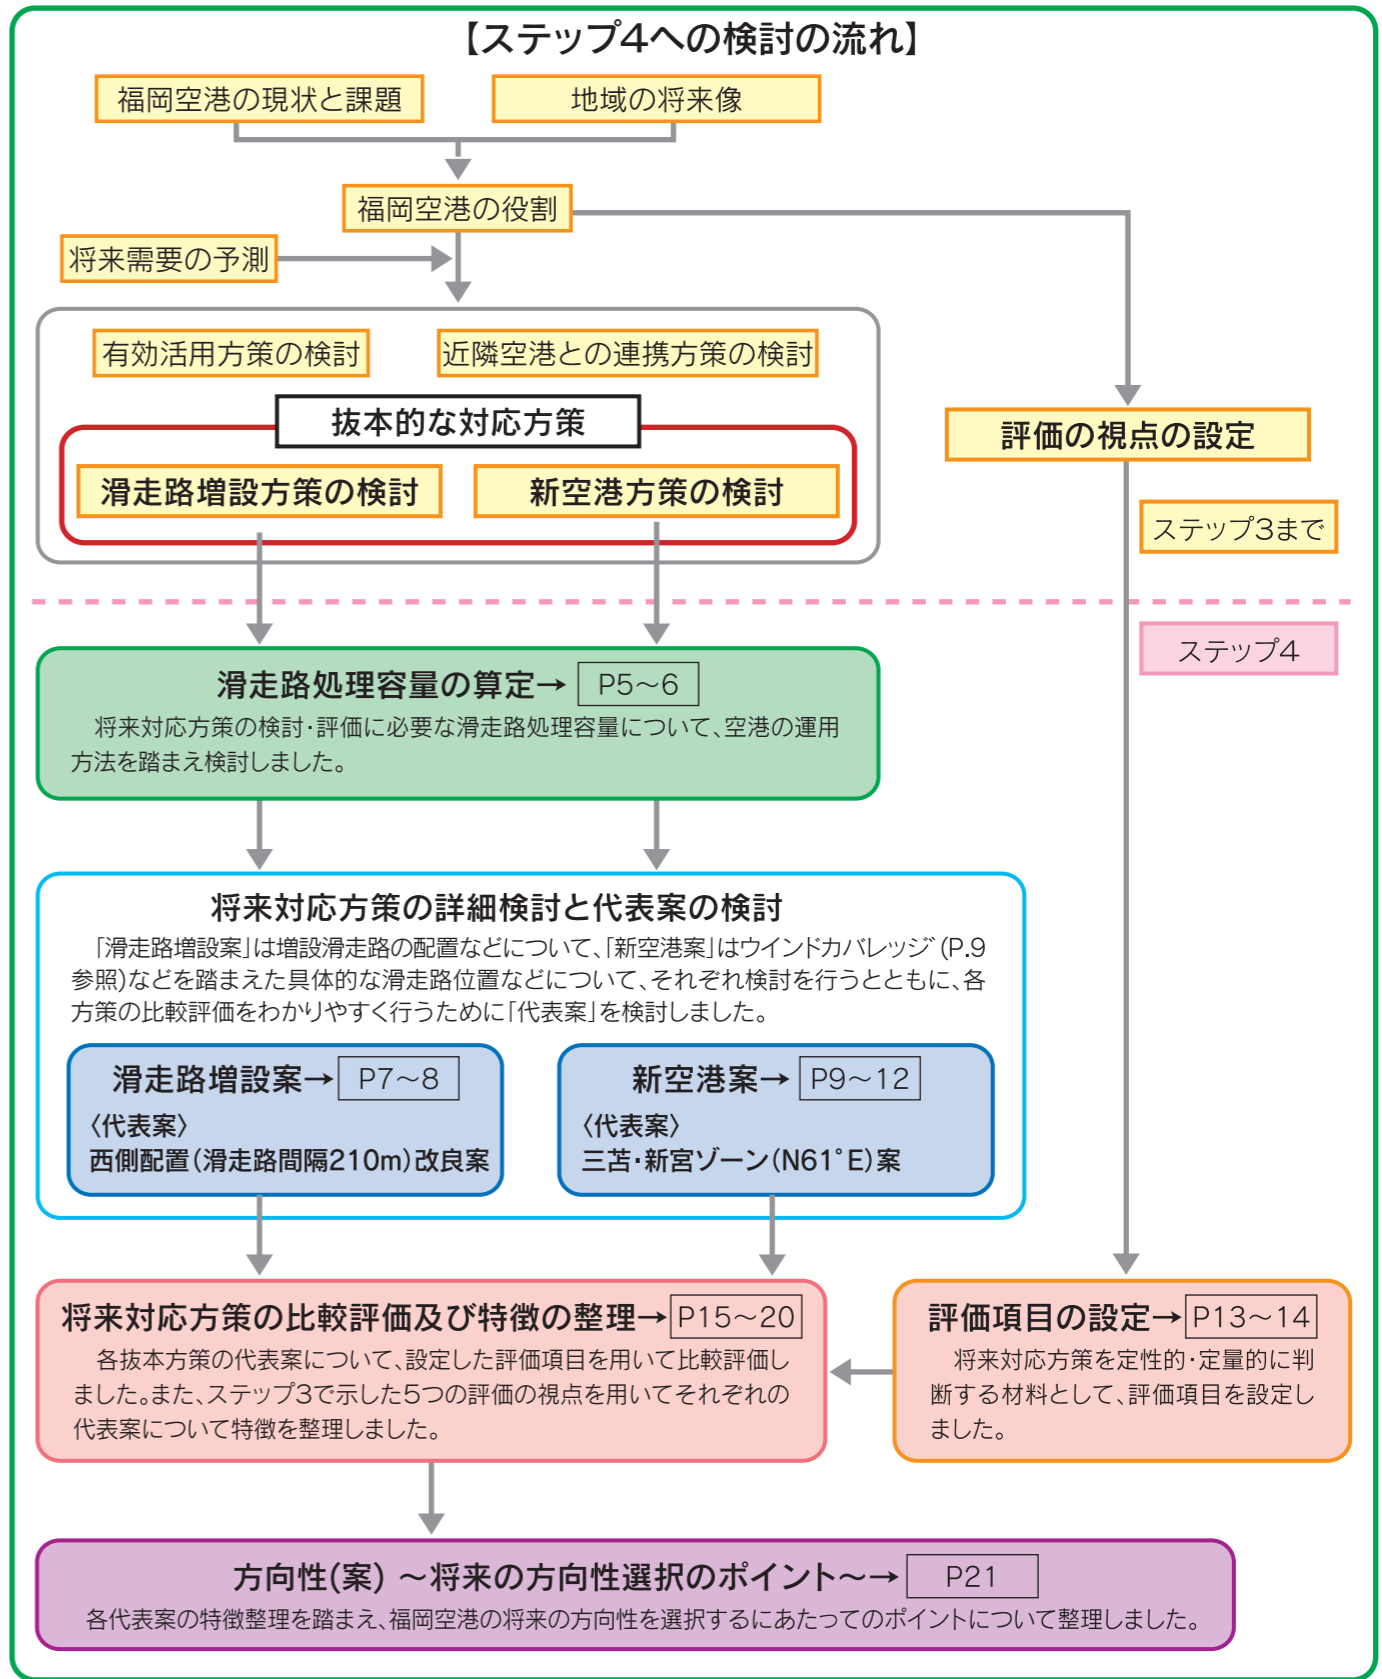 【ステップ4への検討の流れ】
福岡空港の現状と課題
地域の将来像
福岡空港の役割
将来需要の予測
有効活用方策の検討
近隣空港との連携方策の検討
抜本的な対応方策
滑走路増設方策の検討
新空港方策の検討
評価の視点の設定
ステップ3まで
ステップ4
滑走路処理容量の算定→ P5～6
将来対応方策の検討・評価に必要な滑走路処理容量について、空港の運用
方法を踏まえ検討しました。
将来対応方策の詳細検討と代表案の検討
「滑走路増設案」は増設滑走路の配置などについて、「新空港案」はウインドカバレッジ(P.9
参照)などを踏まえた具体的な滑走路位置などについて、それぞれ検討を行うとともに、各
方策の比較評価をわかりやすく行うために「代表案」を検討しました。
滑走路増設案→ P7～8
〈代表案〉
西側配置(滑走路間隔210m)改良案
新空港案→ P9～12
〈代表案〉
三苫・新宮ゾーン(N61°E)案
将来対応方策の比較評価及び特徴の整理→ P15～20
各抜本方策の代表案について、設定した評価項目を用いて比較評価し
ました。また、ステップ3で示した5つの評価の視点を用いてそれぞれの
代表案について特徴を整理しました。
評価項目の設定→ P13～14
将来対応方策を定性的・定量的に判
断する材料として、評価項目を設定し
ました。
方向性(案) ～将来の方向性選択のポイント～→ P21
各代表案の特徴整理を踏まえ、福岡空港の将来の方向性を選択するにあたってのポイントについて整理しました。